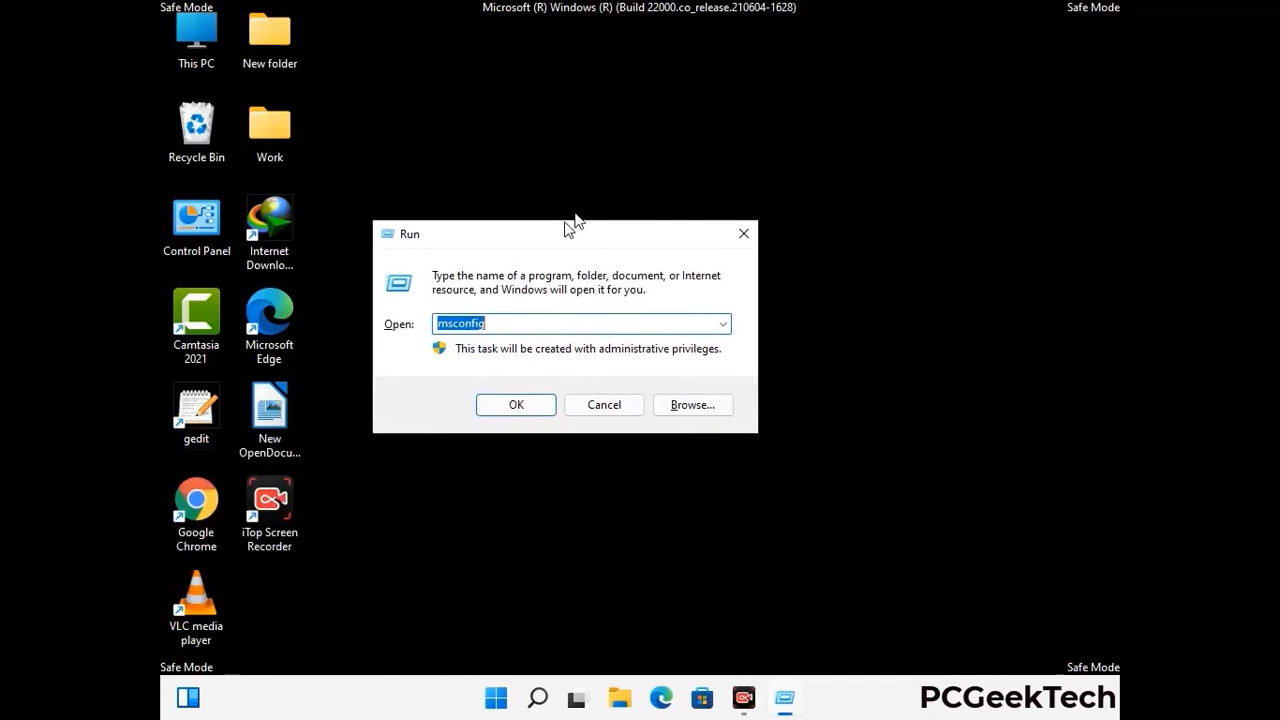 Safe Mode
Microsoft (R) Windows (R) (Build 22000.co_release.210604-1628)
Safe Mode
This PC
New folder
Recycle Bin
Work
Control Panel
Internet
Downlo...
Camtasia
2021
Microsoft
Edge
gedit
New
OpenDocu...
Google
Chrome
iTop Screen
Recorder
VLC media
player
Run
Type the name of a program, folder, document, or Internet
resource, and Windows will open it for you.
Open:
msconfig
This task will be created with administrative privileges.
OK
Cancel
Browse...
Safe Mode
Safe Mode
PCGeekTech